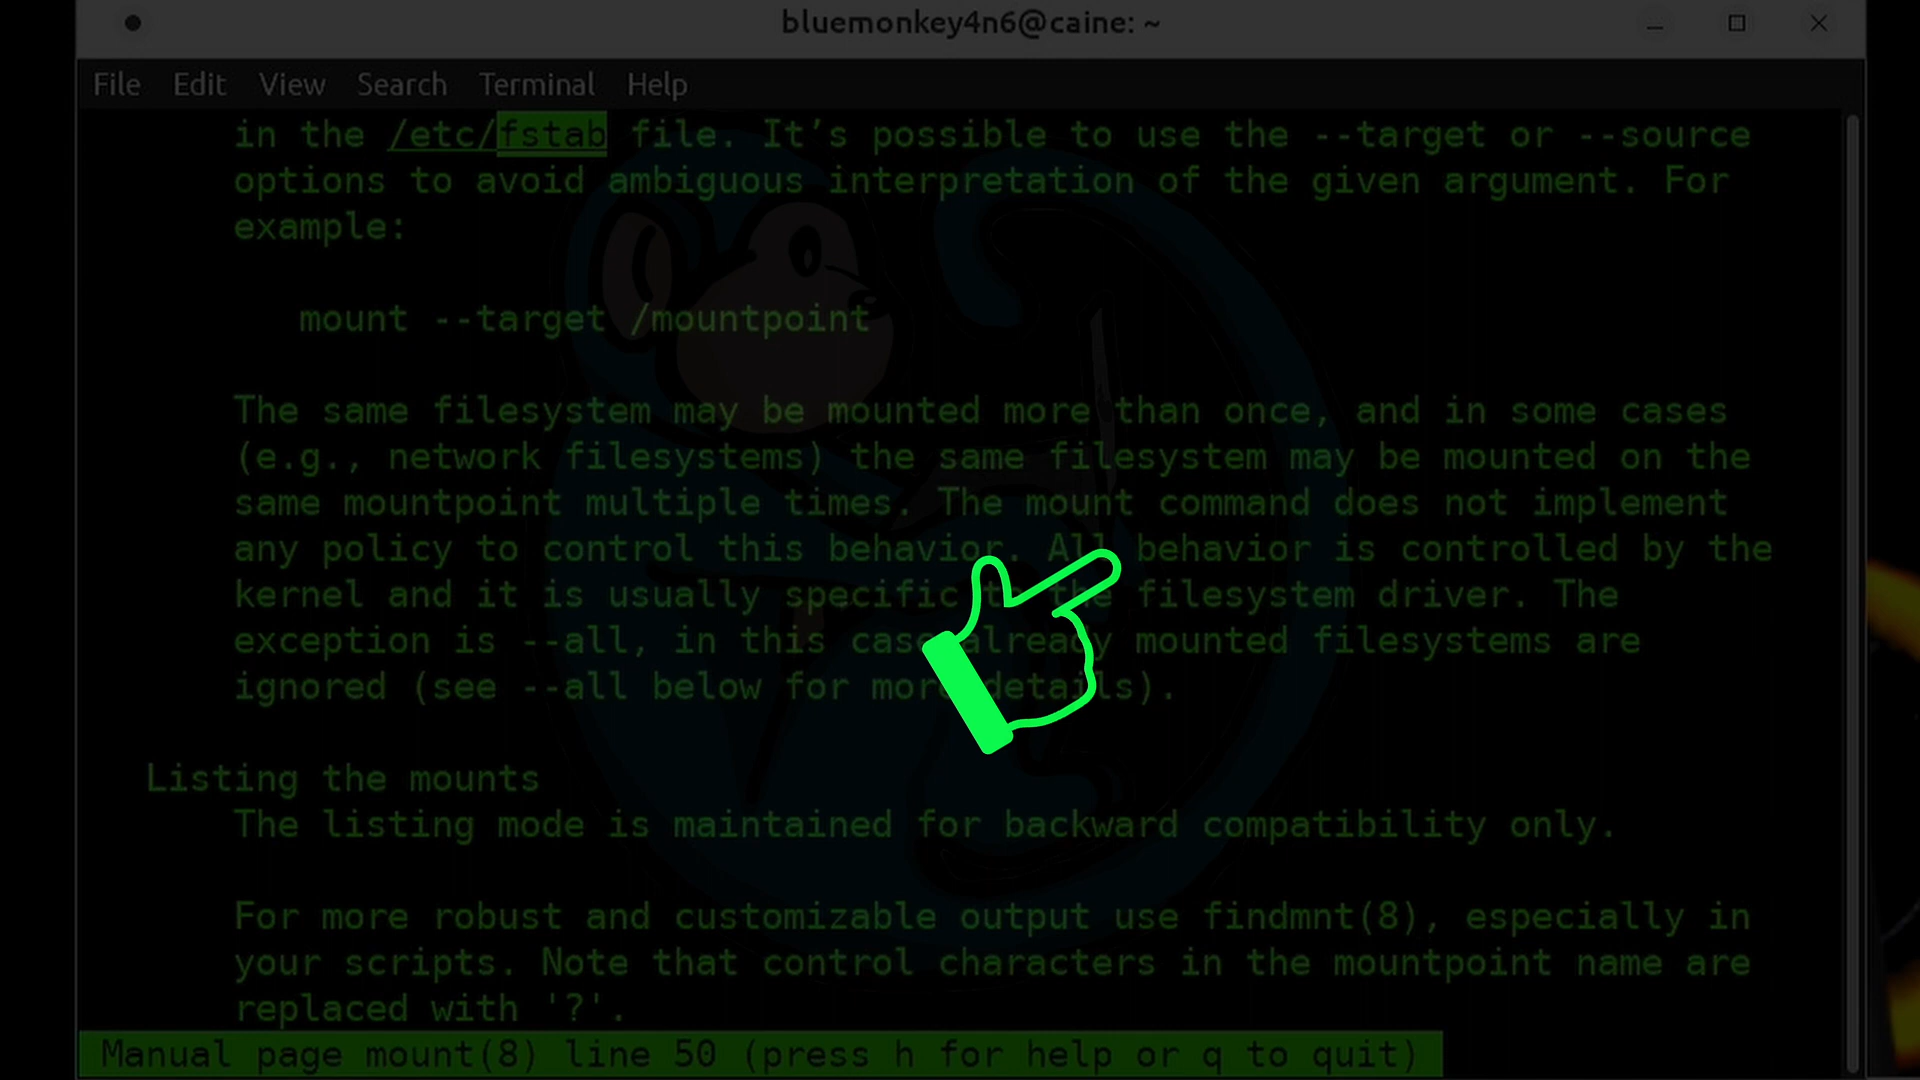 bluemonkey4n6@caine: ~
File Edit View Search Terminal Help
in the /etc/fstab file. It’s possible to use the --target or --source
options to avoid ambiguous interpretation of the given argument. For
example:
mount --target /mountpoint
The same filesystem may be mounted more than once, and in some cases
(e.g., network filesystems) the same filesystem may be mounted on the
same mountpoint multiple times. The mount command does not implement
any policy to control this behavior. All behavior is controlled by the
kernel and it is usually specific to the filesystem driver. The
exception is --all, in this case already mounted filesystems are
ignored (see --all below for more details).
Listing the mounts
The listing mode is maintained for backward compatibility only.
For more robust and customizable output use findmnt(8), especially in
your scripts. Note that control characters in the mountpoint name are
replaced with '?'.
Manual page mount(8) line 50 (press h for help or q to quit)